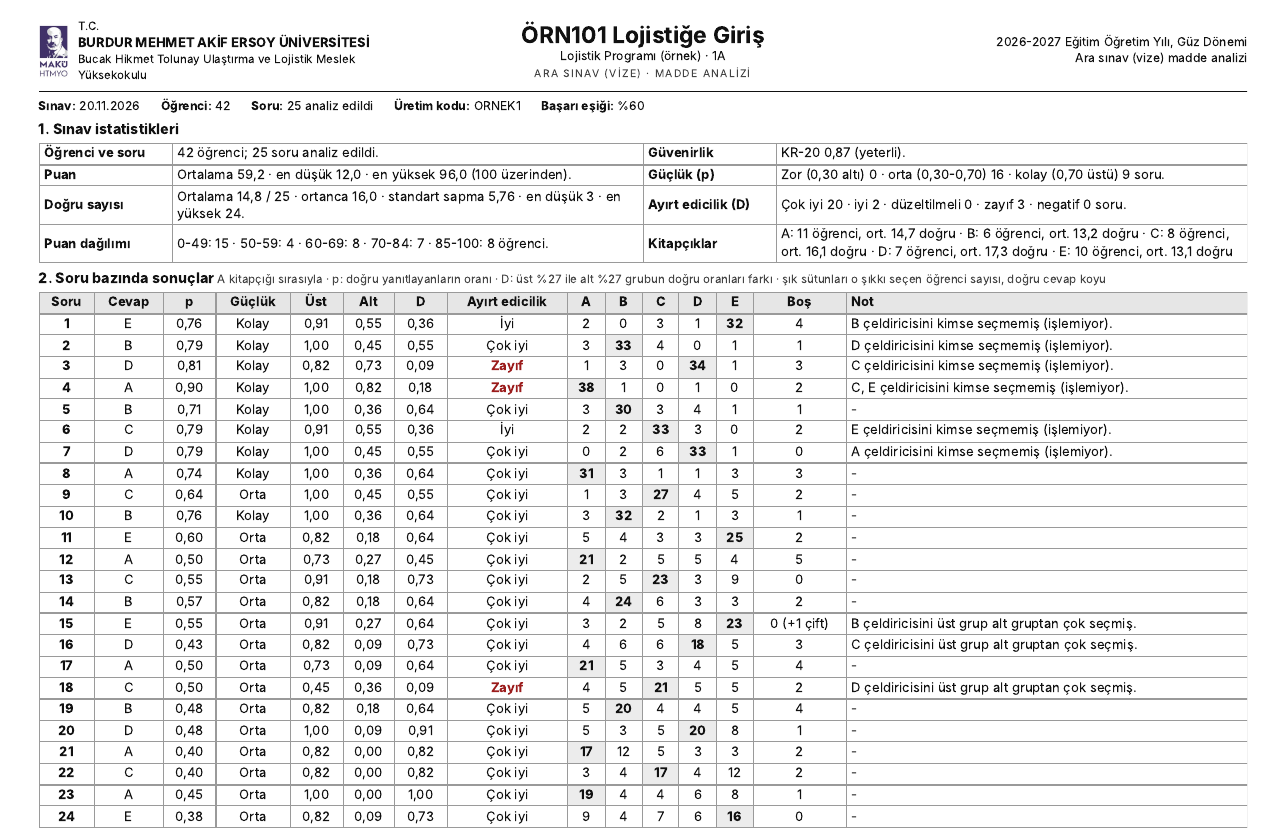 T.C.
BURDUR MEHMET AKİF ERSOY ÜNİVERSİTESİ
Bucak Hikmet Tolunay Ulaştırma ve Lojistik Meslek
Yüksekokulu
MAKÜ
HTMYO
ÖRN101 Lojistiğe Giriş
Lojistik Programı (örnek) · 1A
ARA SINAV (VİZE) · MADDE ANALİZİ
2026-2027 Eğitim Öğretim Yılı, Güz Dönemi
Ara sınav (vize) madde analizi
Sınav: 20.11.2026 Öğrenci: 42 Soru: 25 analiz edildi Üretim kodu: ORNEK1 Başarı eşiği: %60
1. Sınav istatistikleri
Öğrenci ve soru 42 öğrenci; 25 soru analiz edildi. Güvenirlik KR-20 0,87 (yeterli).
Puan Ortalama 59,2 · en düşük 12,0 · en yüksek 96,0 (100 üzerinden). Güçlük (p) Zor (0,30 altı) 0 · orta (0,30-0,70) 16 · kolay (0,70 üstü) 9 soru.
Doğru sayısı Ortalama 14,8 / 25 · ortanca 16,0 · standart sapma 5,76 · en düşük 3 · en
yüksek 24.
Ayırt edicilik (D) Çok iyi 20 · iyi 2 · düzeltilmeli 0 · zayıf 3 · negatif 0 soru.
Puan dağılımı 0-49: 15 · 50-59: 4 · 60-69: 8 · 70-84: 7 · 85-100: 8 öğrenci.
Kitapçıklar A: 11 öğrenci, ort. 14,7 doğru · B: 6 öğrenci, ort. 13,2 doğru · C: 8 öğrenci,
ort. 16,1 doğru · D: 7 öğrenci, ort. 17,3 doğru · E: 10 öğrenci, ort. 13,1 doğru
2. Soru bazında sonuçlar A kitapçığı sırasıyla · p: doğru yanıtlayanların oranı · D: üst %27 ile alt %27 grubun doğru oranları farkı · şık sütunları o şıkkı seçen öğrenci sayısı, doğru cevap koyu
Soru Cevap p Güçlük Üst Alt D Ayırt edicilik A B C D E Boş Not
1 E 0,76 Kolay 0,91 0,55 0,36 İyi 2 0 3 1 32 4 B çeldiricisini kimse seçmemiş (işlemiyor).
2 B 0,79 Kolay 1,00 0,45 0,55 Çok iyi 3 33 4 0 1 1 D çeldiricisini kimse seçmemiş (işlemiyor).
3 D 0,81 Kolay 0,82 0,73 0,09 Zayıf 1 3 0 34 1 3 C çeldiricisini kimse seçmemiş (işlemiyor).
4 A 0,90 Kolay 1,00 0,82 0,18 Zayıf 38 1 0 1 0 2 C, E çeldiricisini kimse seçmemiş (işlemiyor).
5 B 0,71 Kolay 1,00 0,36 0,64 Çok iyi 3 30 3 4 1 1 -
6 C 0,79 Kolay 0,91 0,55 0,36 İyi 2 2 33 3 0 2 E çeldiricisini kimse seçmemiş (işlemiyor).
7 D 0,79 Kolay 1,00 0,45 0,55 Çok iyi 0 2 6 33 1 0 A çeldiricisini kimse seçmemiş (işlemiyor).
8 A 0,74 Kolay 1,00 0,36 0,64 Çok iyi 31 3 1 1 3 3 -
9 C 0,64 Orta 1,00 0,45 0,55 Çok iyi 1 3 27 4 5 2 -
10 B 0,76 Kolay 1,00 0,36 0,64 Çok iyi 3 32 2 1 3 1 -
11 E 0,60 Orta 0,82 0,18 0,64 Çok iyi 5 4 3 3 25 2 -
12 A 0,50 Orta 0,73 0,27 0,45 Çok iyi 21 2 5 5 4 5 -
13 C 0,55 Orta 0,91 0,18 0,73 Çok iyi 2 5 23 3 9 0 -
14 B 0,57 Orta 0,82 0,18 0,64 Çok iyi 4 24 6 3 3 2 -
15 E 0,55 Orta 0,91 0,27 0,64 Çok iyi 3 2 5 8 23 0 (+1 çift) B çeldiricisini üst grup alt gruptan çok seçmiş.
16 D 0,43 Orta 0,82 0,09 0,73 Çok iyi 4 6 6 18 5 3 C çeldiricisini üst grup alt gruptan çok seçmiş.
17 A 0,50 Orta 0,73 0,09 0,64 Çok iyi 21 5 3 4 5 4 -
18 C 0,50 Orta 0,45 0,36 0,09 Zayıf 4 5 21 5 5 2 D çeldiricisini üst grup alt gruptan çok seçmiş.
19 B 0,48 Orta 0,82 0,18 0,64 Çok iyi 5 20 4 4 5 4 -
20 D 0,48 Orta 1,00 0,09 0,91 Çok iyi 5 3 5 20 8 1 -
21 A 0,40 Orta 0,82 0,00 0,82 Çok iyi 17 12 5 3 3 2 -
22 C 0,40 Orta 0,82 0,00 0,82 Çok iyi 3 4 17 4 12 2 -
23 A 0,45 Orta 1,00 0,00 1,00 Çok iyi 19 4 4 6 8 1 -
24 E 0,38 Orta 0,82 0,09 0,73 Çok iyi 9 4 7 6 16 0 -